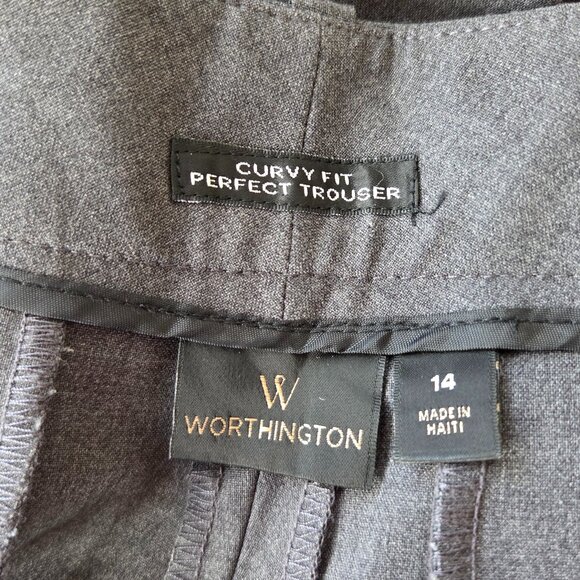 CURVY FIT
PERFECT TROUSER
W
WORTHINGTON
14
MADE IN
HAITI